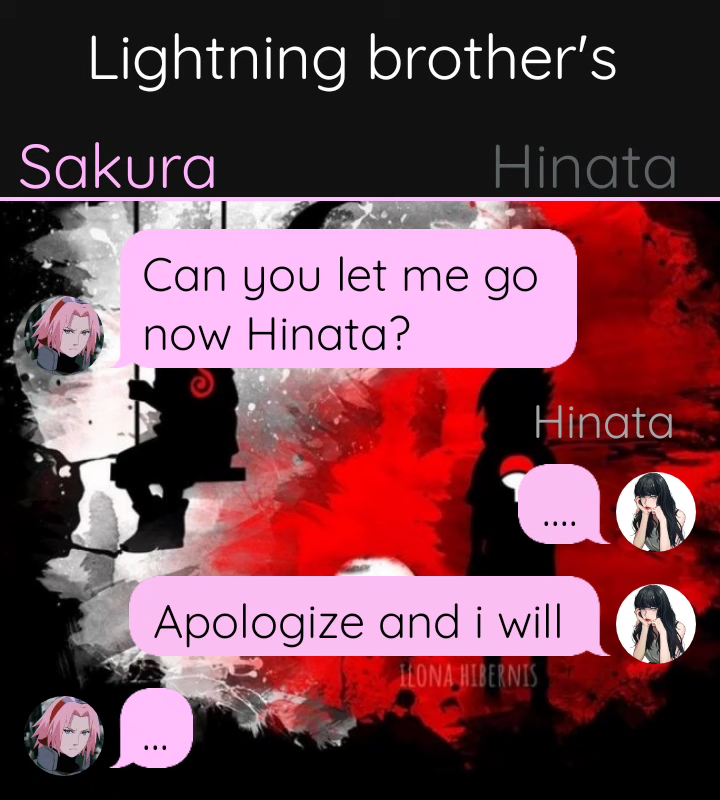 Lightning brother's
Sakura
Hinata
Can you let me go
now Hinata?
Hinata
....
Apologize and i will
ILONA HIBERNIS
...